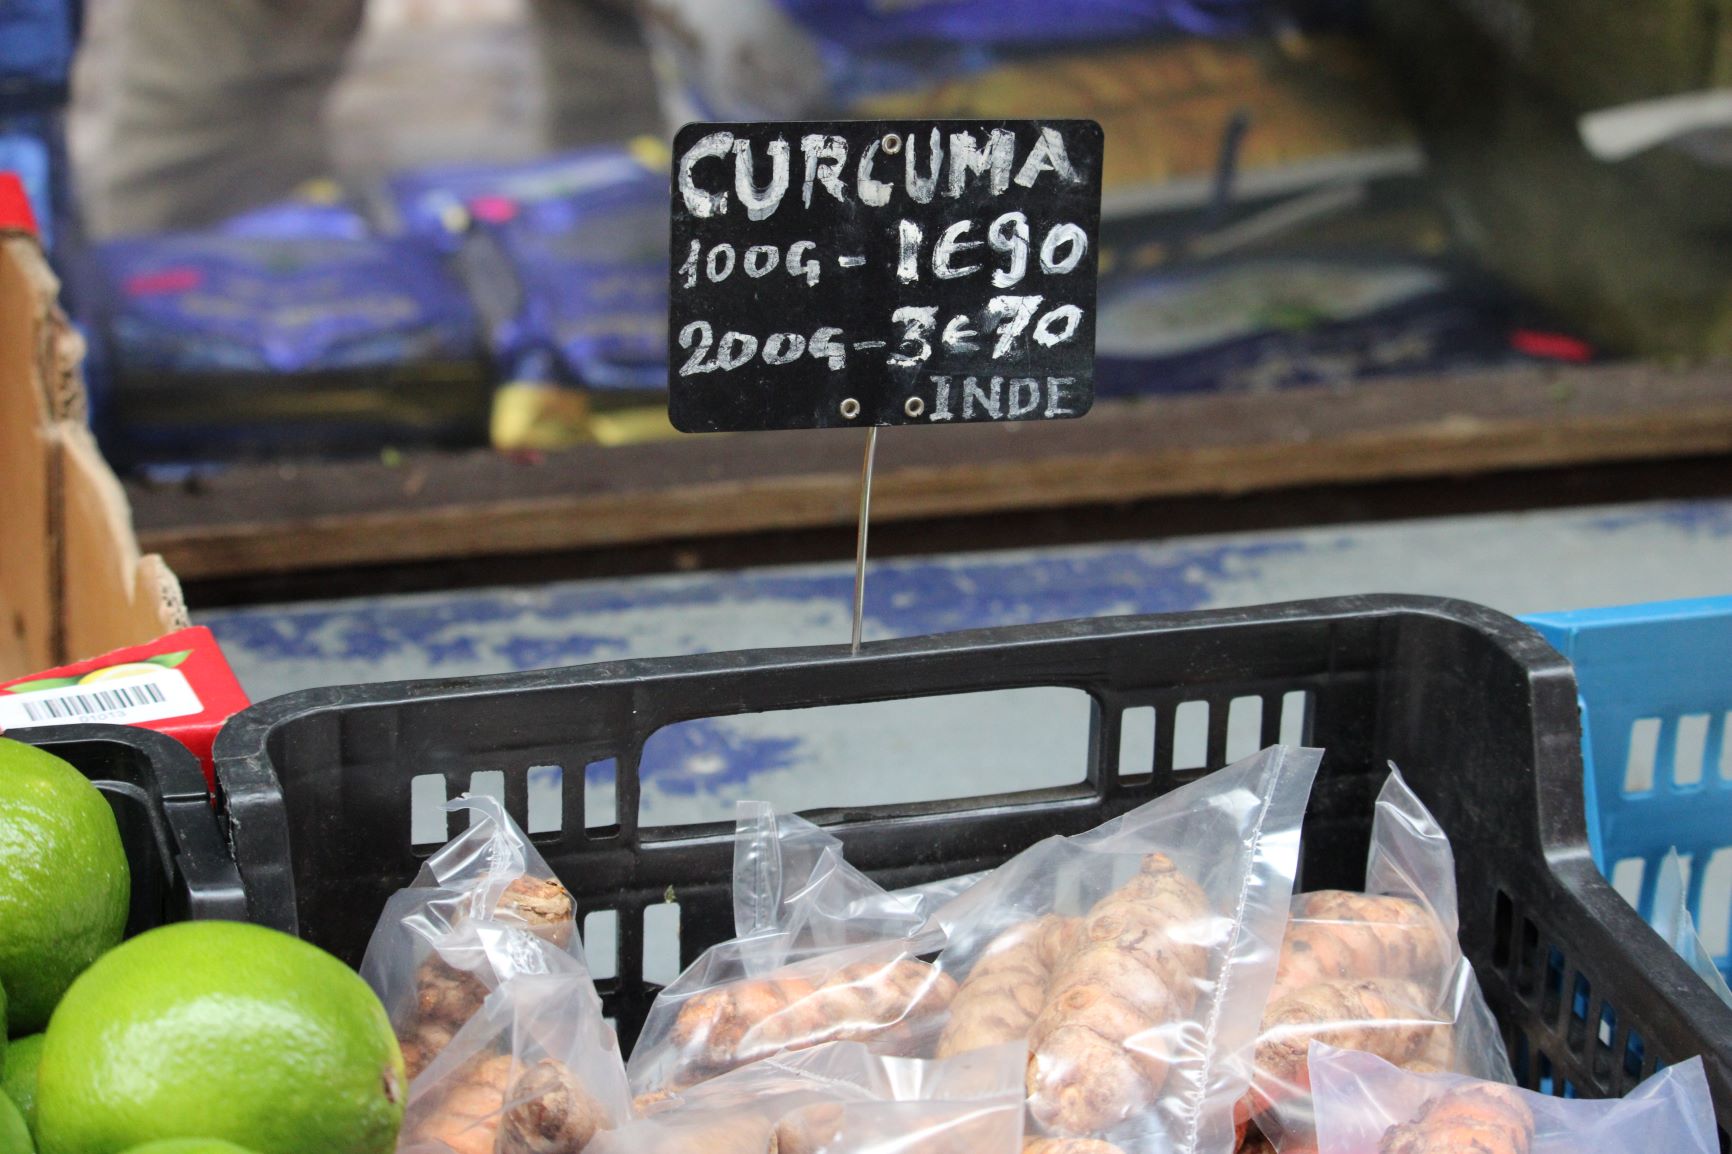 CURCUMA
100G - 1€90
200G - 3€70
INDE